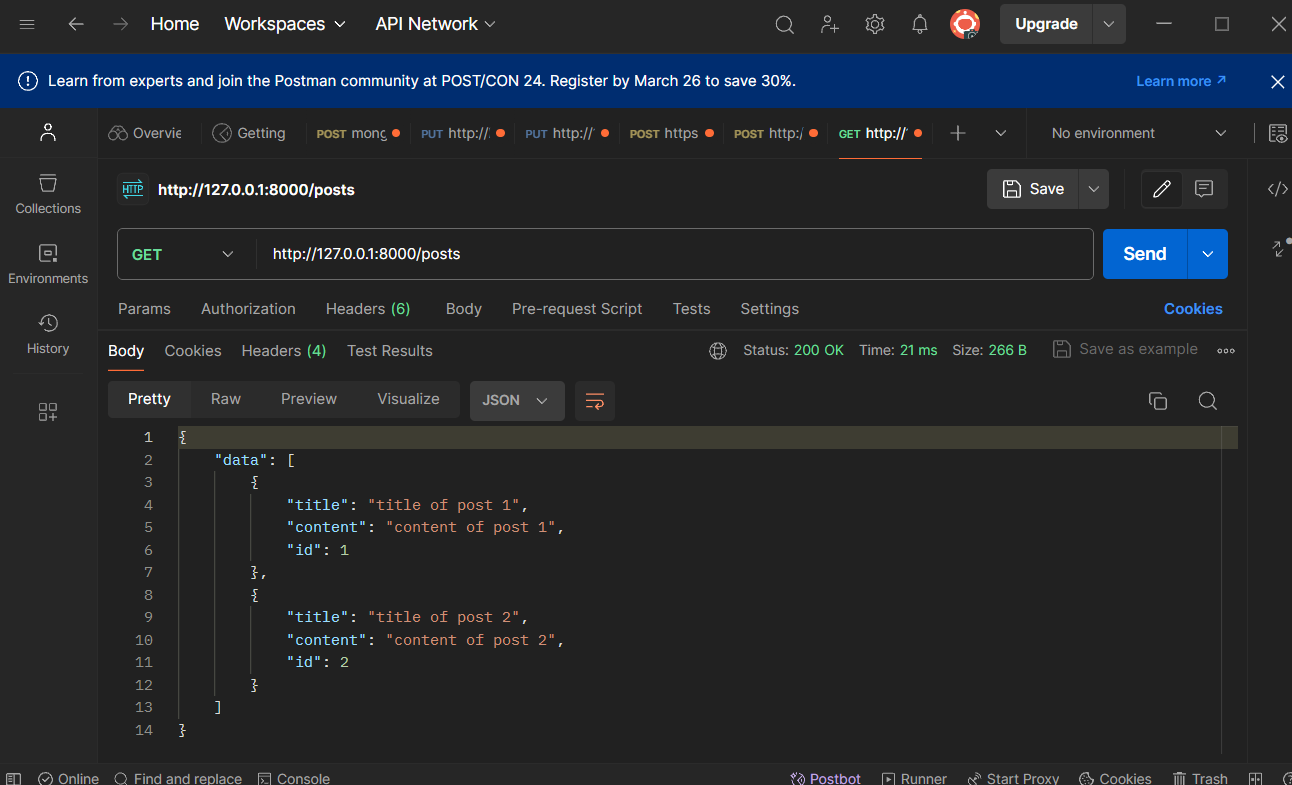 Home Workspaces API Network Upgrade
Learn from experts and join the Postman community at POST/CON 24. Register by March 26 to save 30%. Learn more
Overvie Getting POST mong PUT http:// PUT http://' POST https POST http:/ GET http://' No environment
HTTP http://127.0.0.1:8000/posts Save
Collections
GET http://127.0.0.1:8000/posts Send
Environments
Params Authorization Headers (6) Body Pre-request Script Tests Settings Cookies
History
Body Cookies Headers (4) Test Results Status: 200 OK Time: 21 ms Size: 266 B Save as example
Pretty Raw Preview Visualize JSON
1 {
2 "data": [
3 {
4 "title": "title of post 1",
5 "content": "content of post 1",
6 "id": 1
7 },
8 {
9 "title": "title of post 2",
10 "content": "content of post 2",
11 "id": 2
12 }
13 ]
14 }
Online Find and replace Console Postbot Runner Start Proxy Cookies Trash